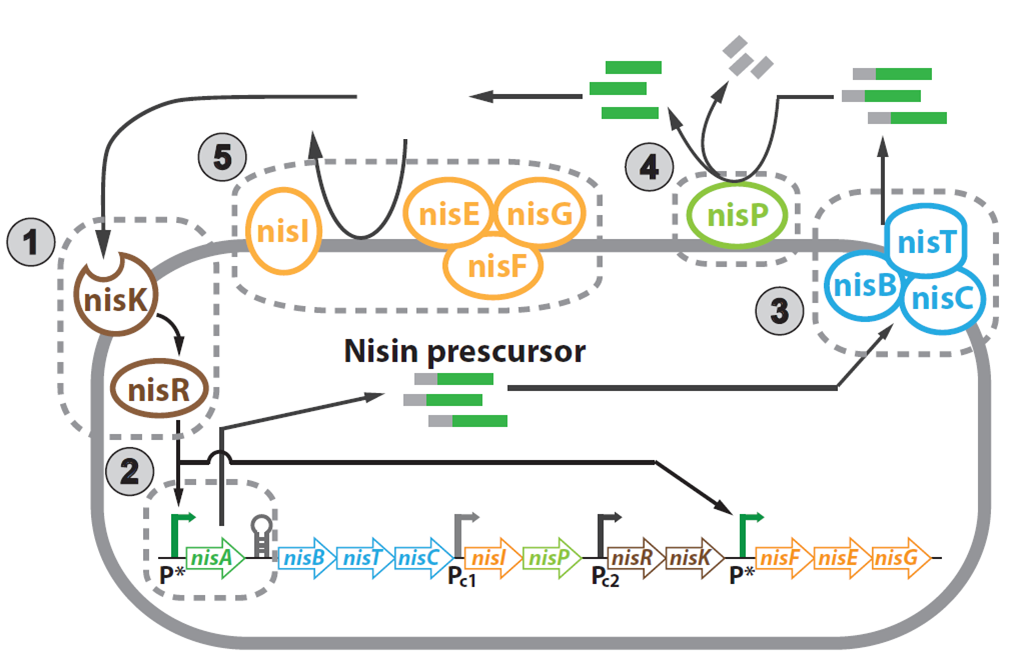 5
4
nisI
nisE
nisG
nisF
nisP
nisT
nisB
nisC
3
1
nisK
nisR
Nisin prescursor
2
P* nisA nisB nisT nisC Pc1 nisI nisP Pc2 nisR nisK P* nisF nisE nisG